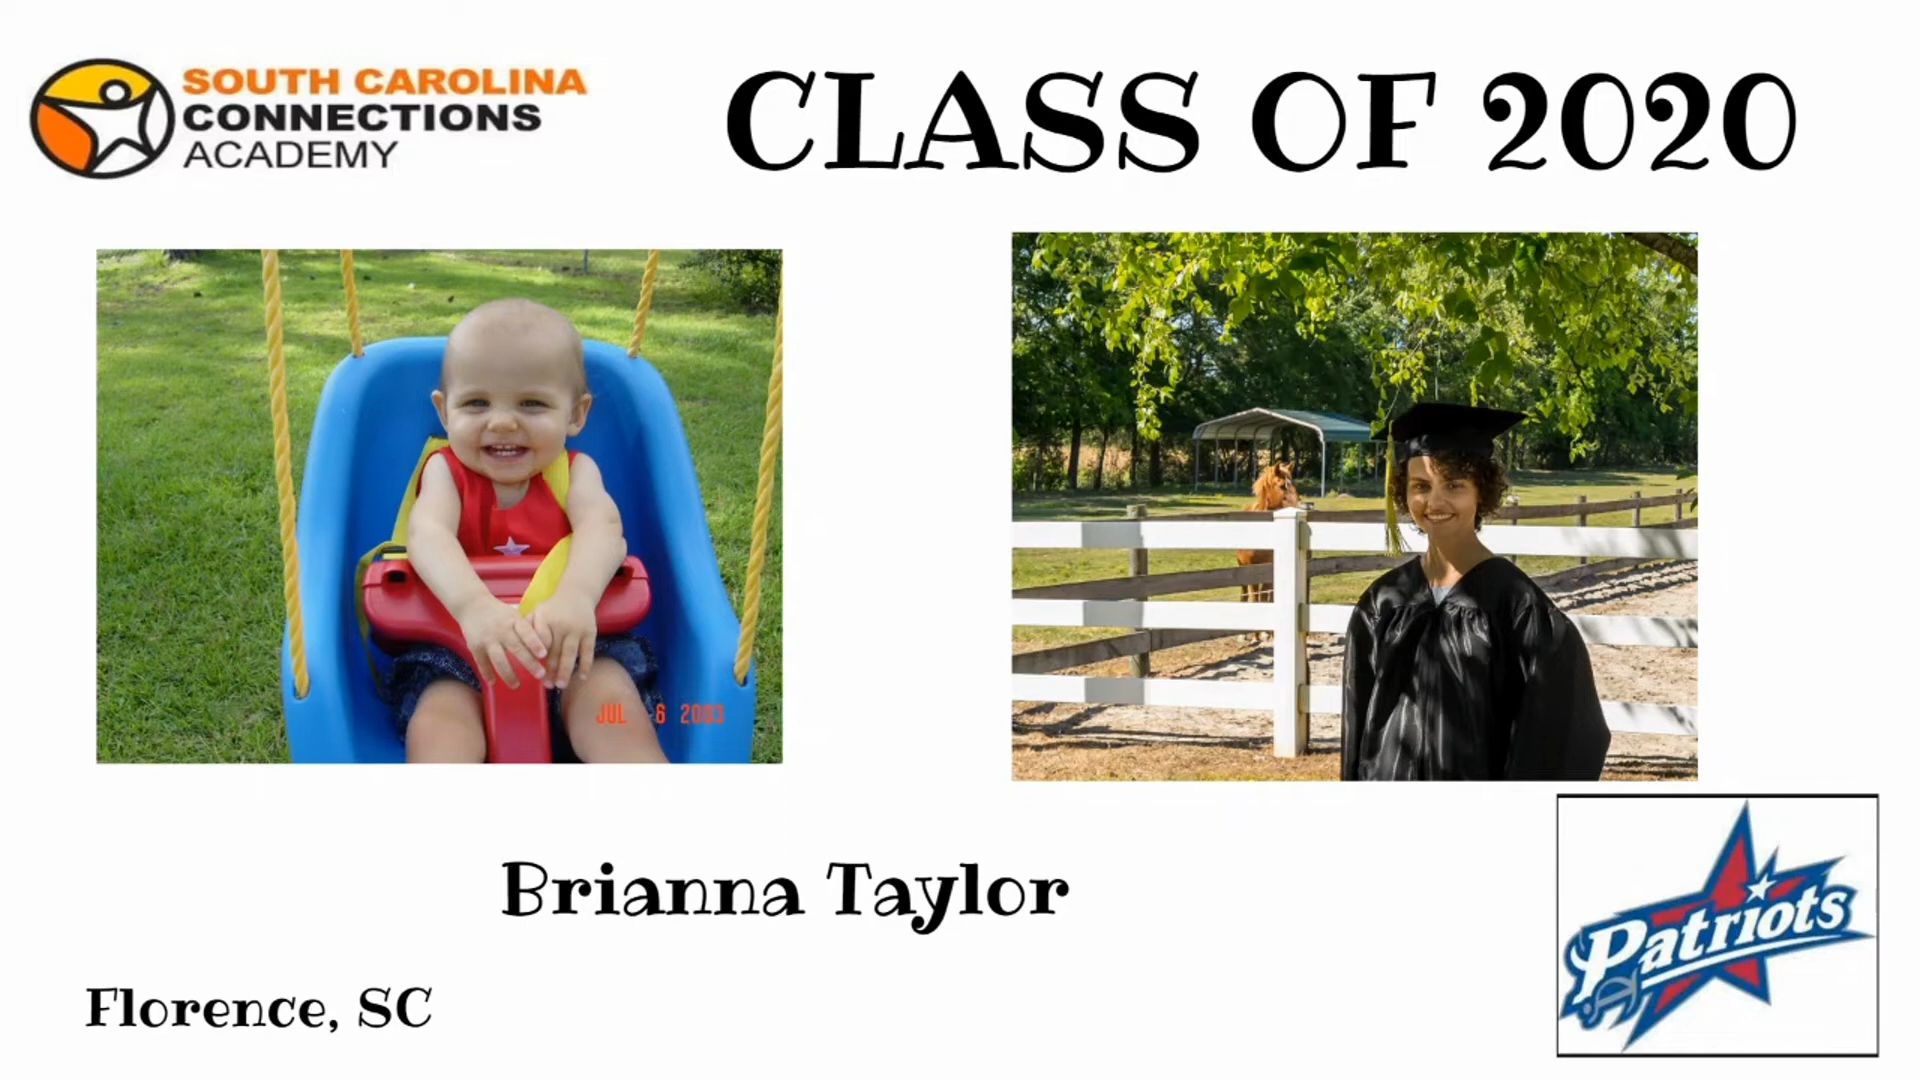 SOUTH CAROLINA
CONNECTIONS
ACADEMY
CLASS OF 2020
JUL 6 2003
Brianna Taylor
Florence, SC
Patriots